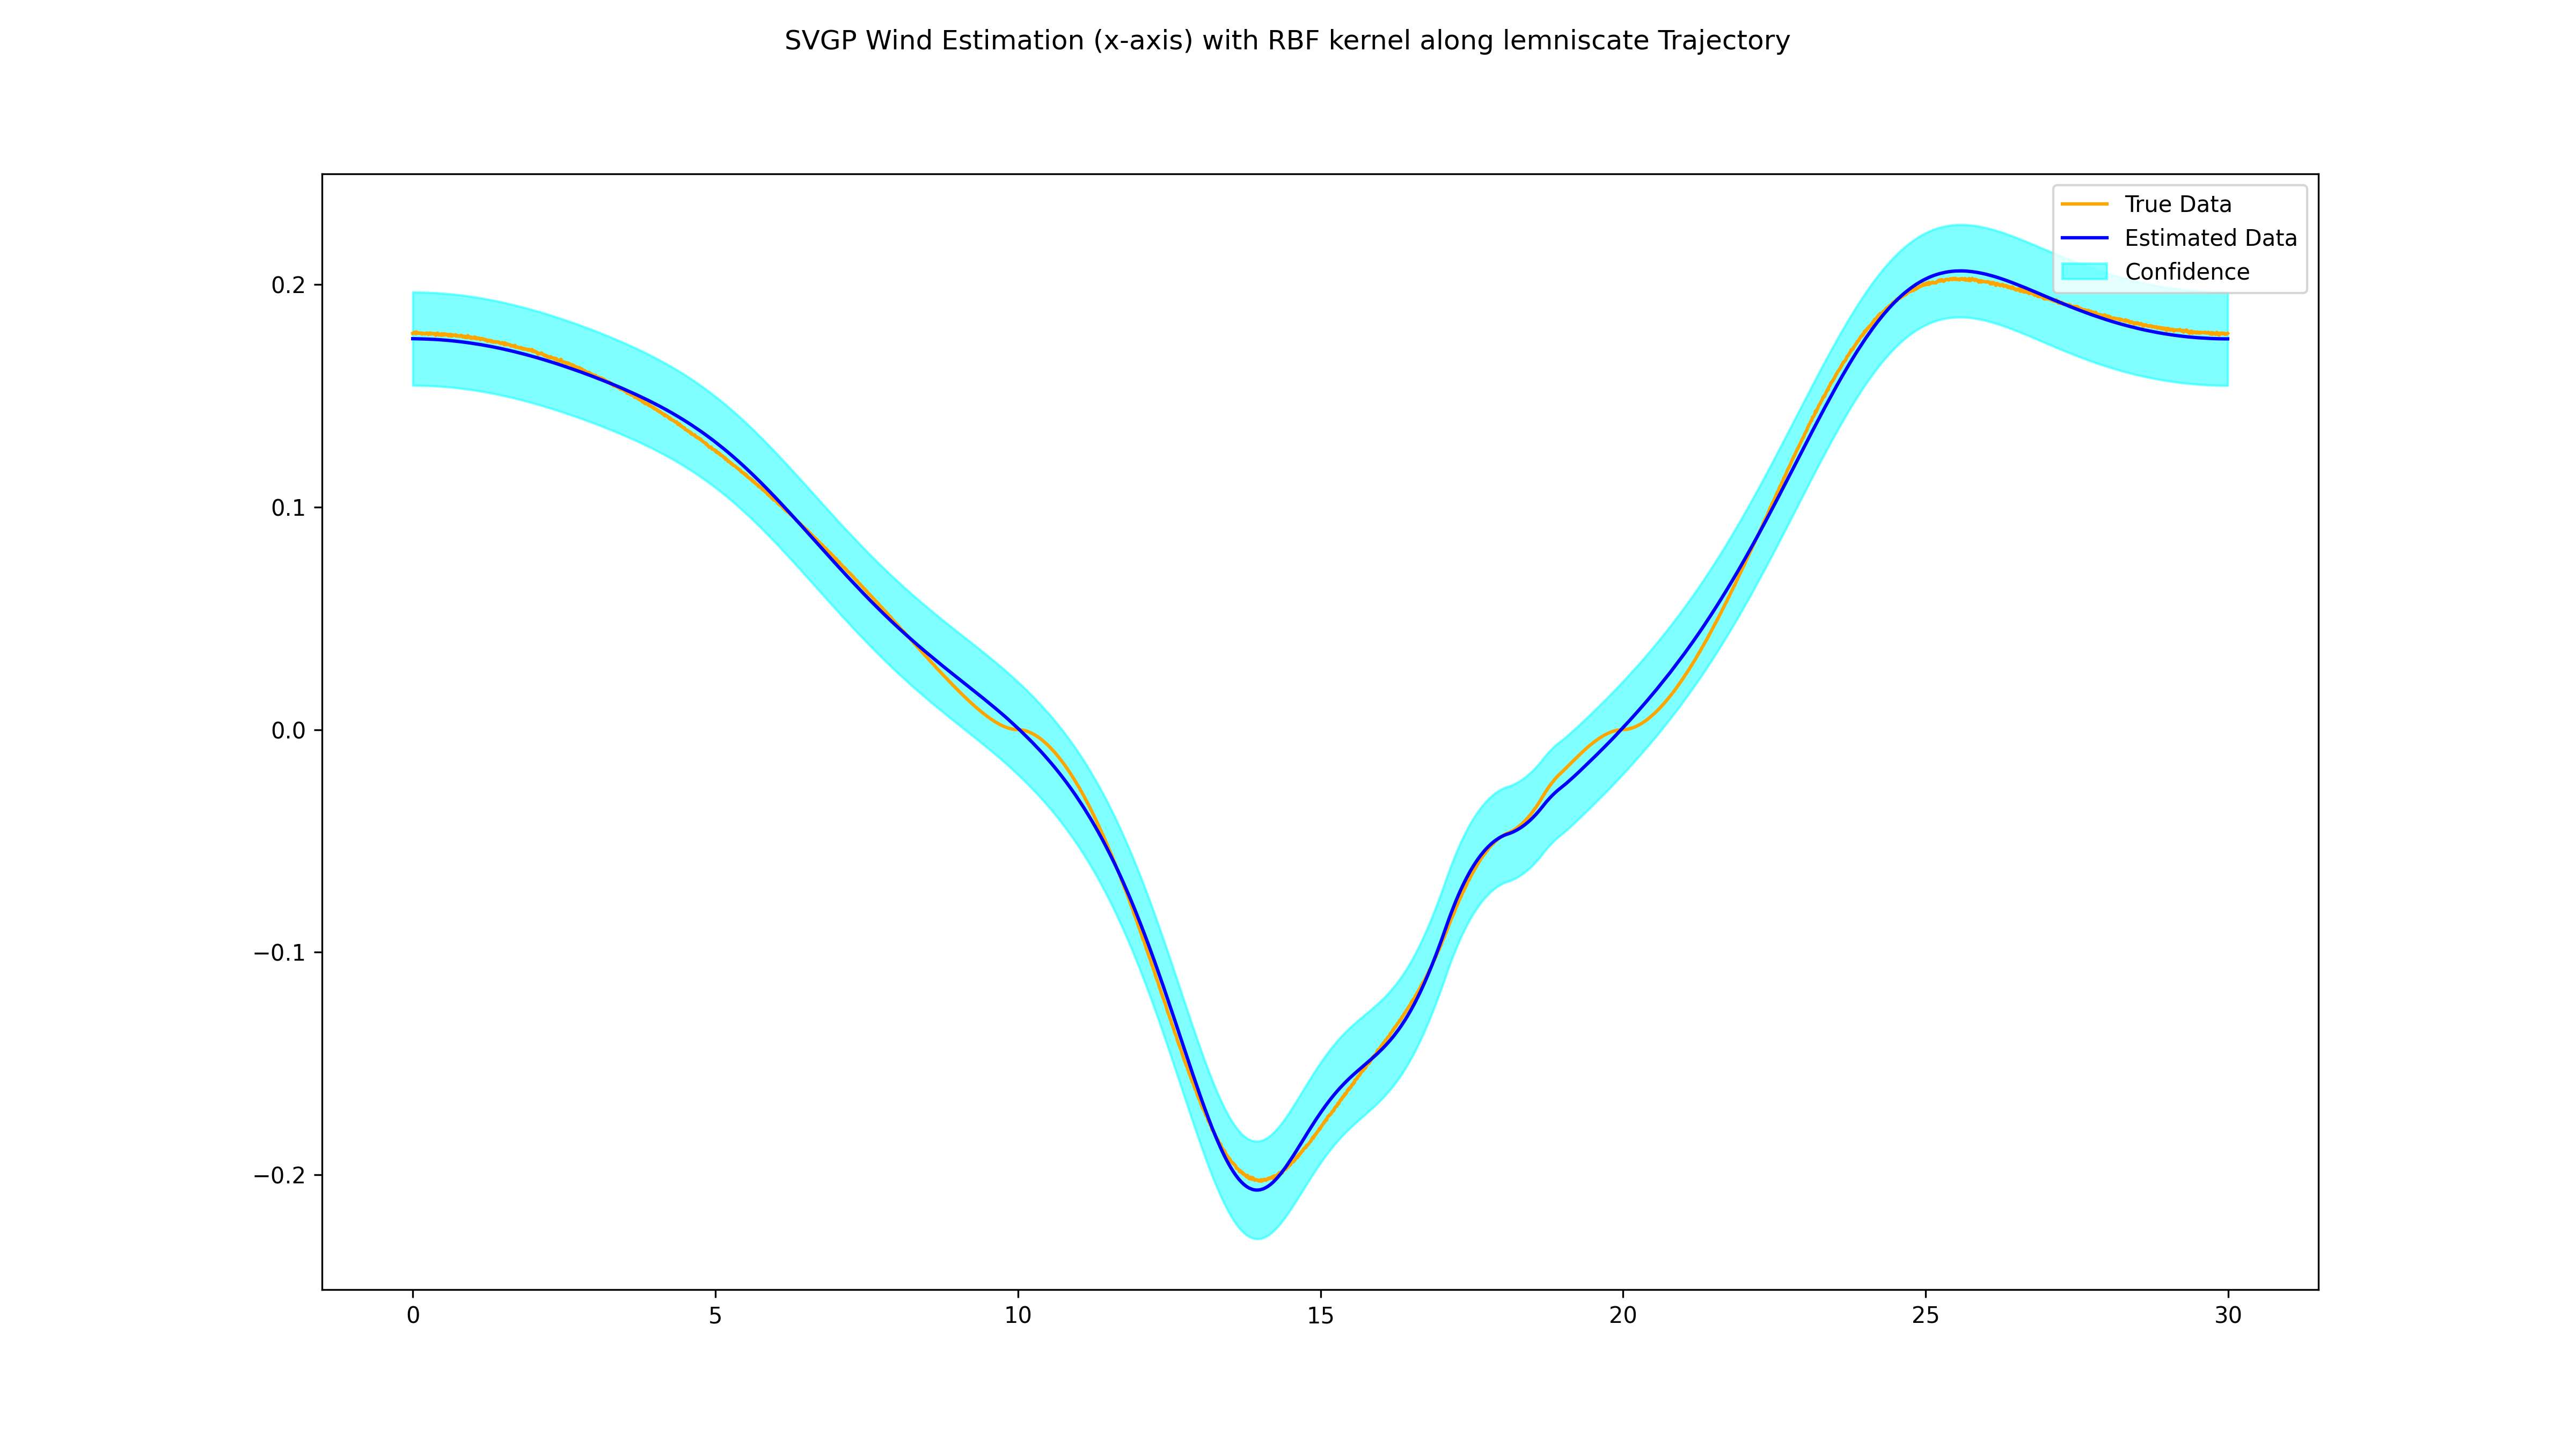 SVGP Wind Estimation (x-axis) with RBF kernel along lemniscate Trajectory
True Data
Estimated Data
Confidence
0.2
0.1
0.0
−0.1
−0.2
0 5 10 15 20 25 30